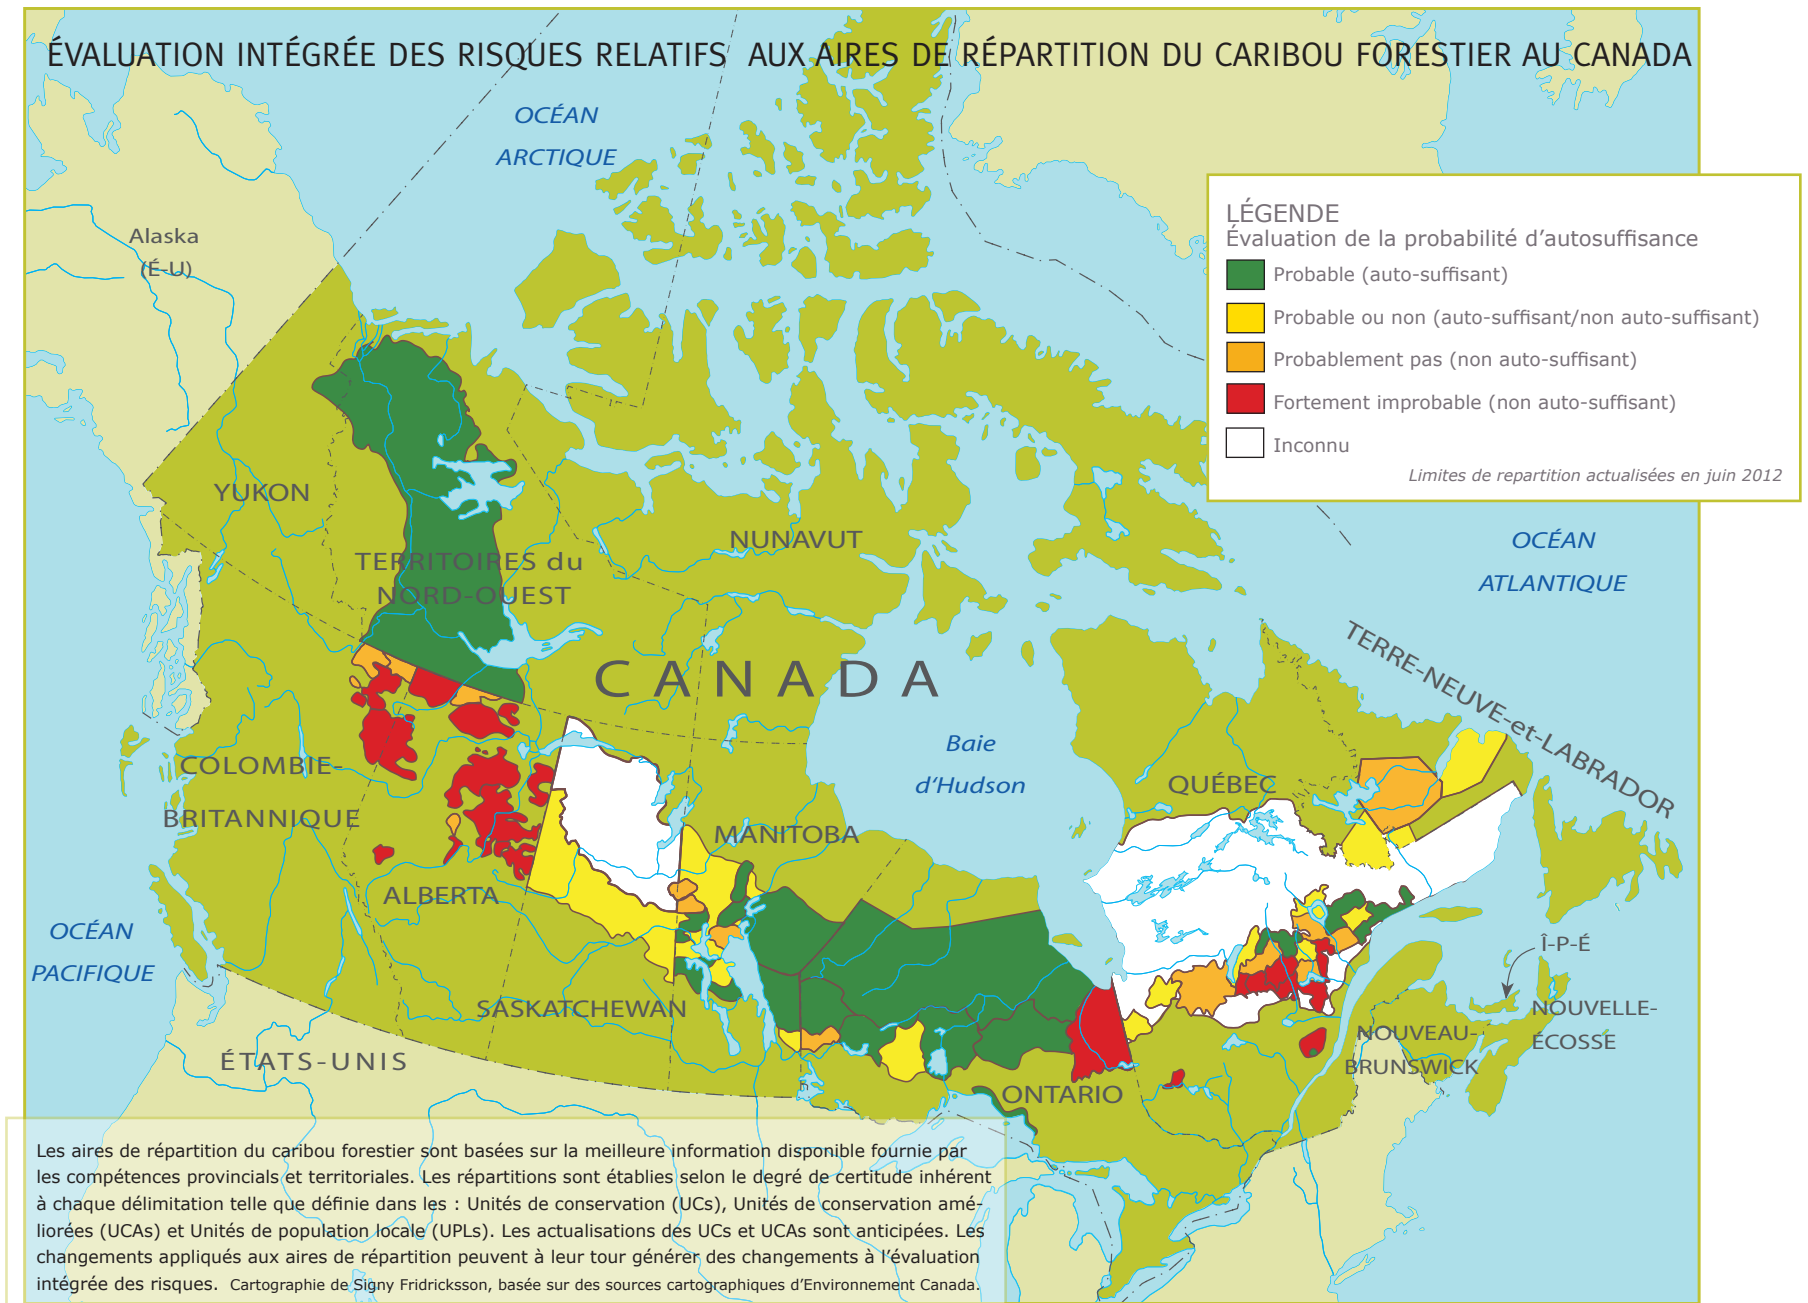 ÉVALUATION INTÉGRÉE DES RISQUES RELATIFS AUX AIRES DE RÉPARTITION DU CARIBOU FORESTIER AU CANADA
OCÉAN
ARCTIQUE
Alaska
(É-U)
LÉGENDE
Évaluation de la probabilité d’autosuffisance
Probable (auto-suffisant)
Probable ou non (auto-suffisant/non auto-suffisant)
Probablement pas (non auto-suffisant)
Fortement improbable (non auto-suffisant)
Inconnu
Limites de repartition actualisées en juin 2012
YUKON
TERRITOIRES du
NORD-OUEST
NUNAVUT
OCÉAN
ATLANTIQUE
CANADA
TERRE-NEUVE-et-LABRADOR
Baie
d’Hudson
QUÉBEC
COLOMBIE-
BRITANNIQUE
MANITOBA
ALBERTA
OCÉAN
PACIFIQUE
SASKATCHEWAN
Î-P-É
NOUVELLE-
ÉCOSSE
NOUVEAU-
BRUNSWICK
ÉTATS-UNIS
ONTARIO
Les aires de répartition du caribou forestier sont basées sur la meilleure information disponible fournie par
les compétences provincials et territoriales. Les répartitions sont établies selon le degré de certitude inhérent
à chaque délimitation telle que définie dans les : Unités de conservation (UCs), Unités de conservation amé-
liorées (UCAs) et Unités de population locale (UPLs). Les actualisations des UCs et UCAs sont anticipées. Les
changements appliqués aux aires de répartition peuvent à leur tour générer des changements à l’évaluation
intégrée des risques. Cartographie de Signy Fridricksson, basée sur des sources cartographiques d’Environnement Canada.